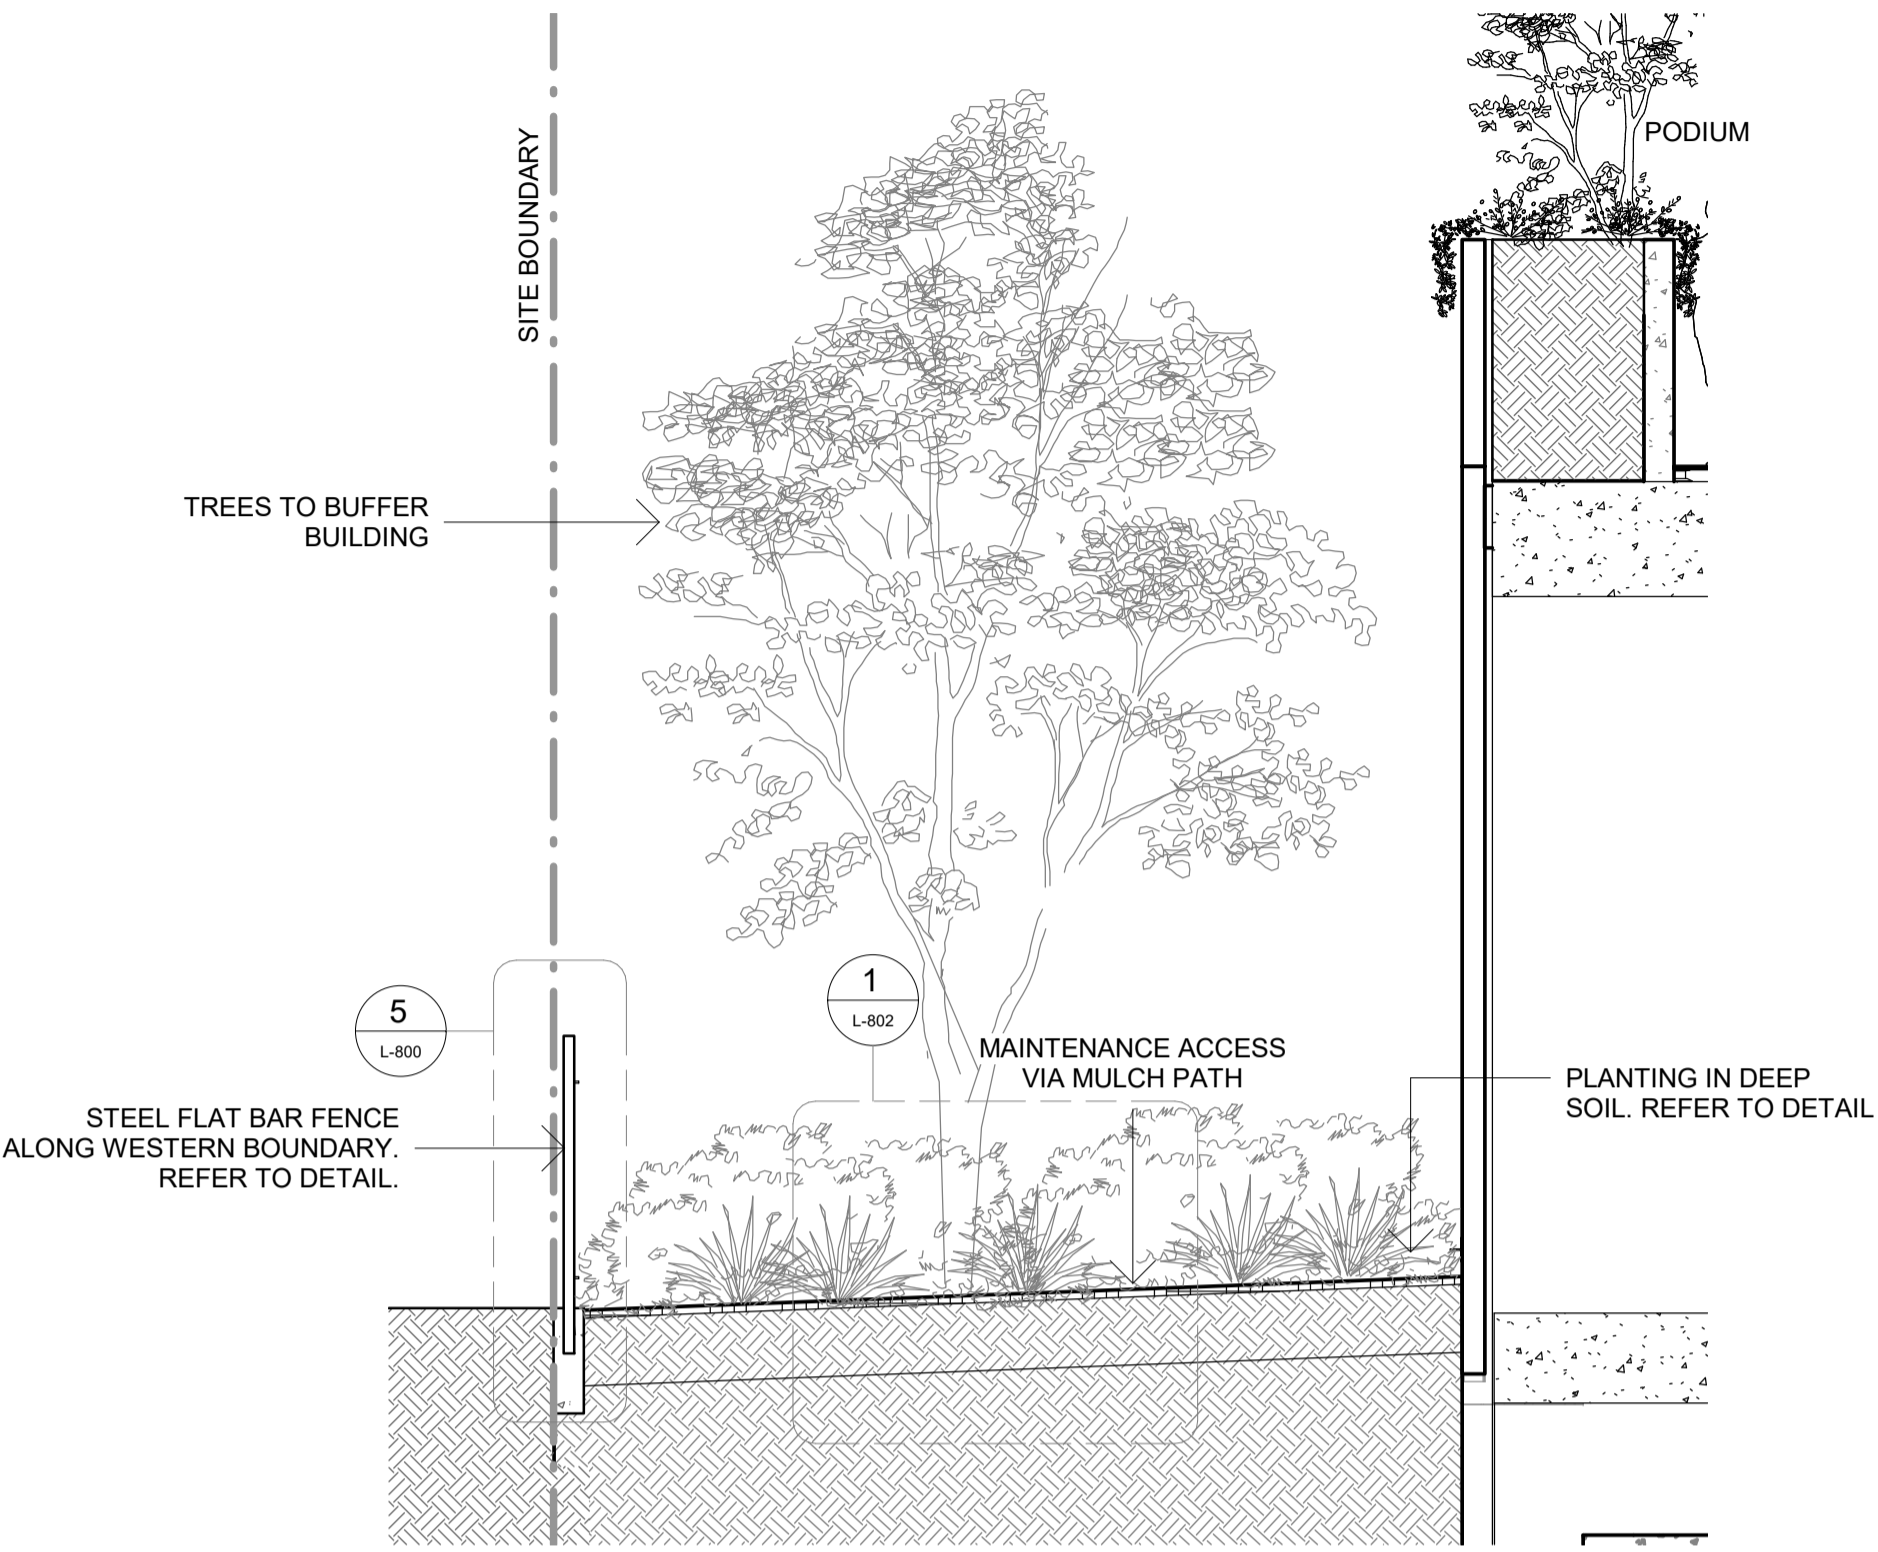 PODIUM
SITE BOUNDARY
TREES TO BUFFER
BUILDING
5
L-800
1
L-802
MAINTENANCE ACCESS
VIA MULCH PATH
PLANTING IN DEEP
SOIL. REFER TO DETAIL
STEEL FLAT BAR FENCE
ALONG WESTERN BOUNDARY.
REFER TO DETAIL.